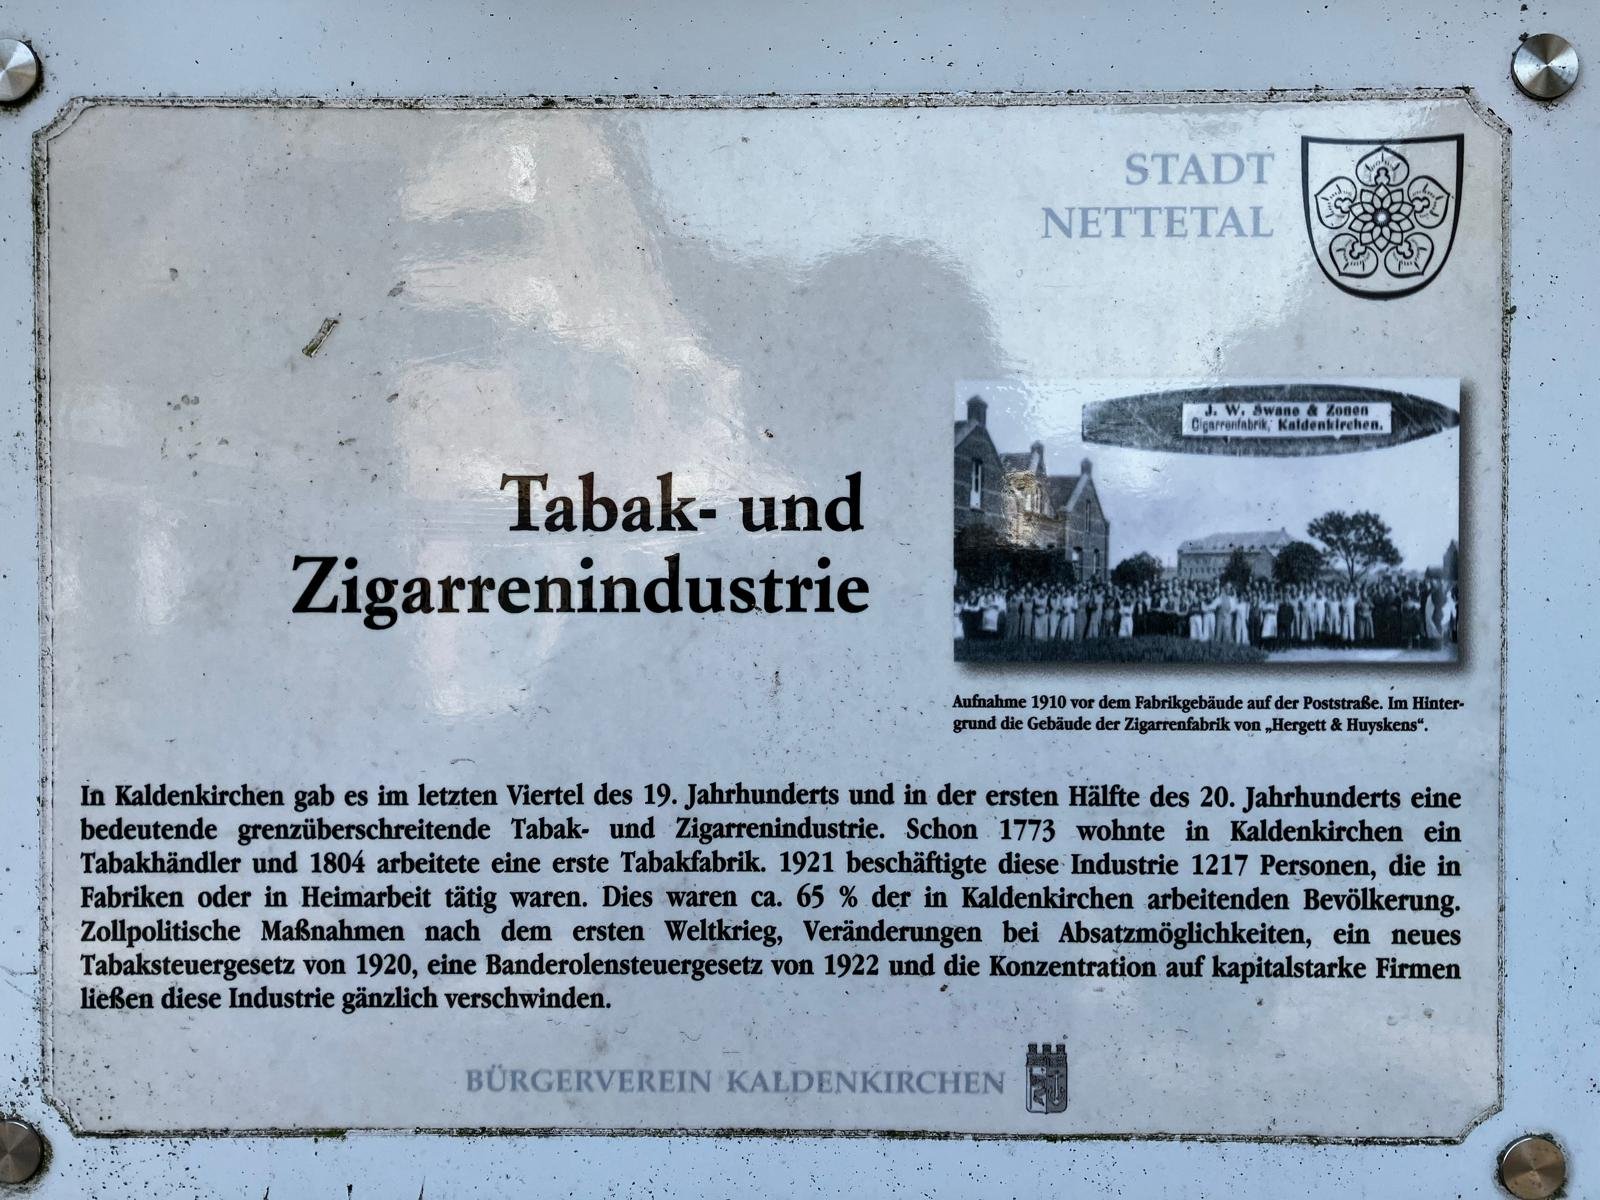 STADT
NETTETAL
J. W. Swane & Zonen
Cigarrenfabrik, Kaldenkirchen.
Tabak- und
Zigarrenindustrie
Aufnahme 1910 vor dem Fabrikgebäude auf der Poststraße. Im Hinter-
grund die Gebäude der Zigarrenfabrik von „Hergett & Huyskens“.
In Kaldenkirchen gab es im letzten Viertel des 19. Jahrhunderts und in der ersten Hälfte des 20. Jahrhunderts eine
bedeutende grenzüberschreitende Tabak- und Zigarrenindustrie. Schon 1773 wohnte in Kaldenkirchen ein
Tabakhändler und 1804 arbeitete eine erste Tabakfabrik. 1921 beschäftigte diese Industrie 1217 Personen, die in
Fabriken oder in Heimarbeit tätig waren. Dies waren ca. 65 % der in Kaldenkirchen arbeitenden Bevölkerung.
Zollpolitische Maßnahmen nach dem ersten Weltkrieg, Veränderungen bei Absatzmöglichkeiten, ein neues
Tabaksteuergesetz von 1920, eine Banderolensteuergesetz von 1922 und die Konzentration auf kapitalstarke Firmen
ließen diese Industrie gänzlich verschwinden.
BÜRGERVEREIN KALDENKIRCHEN